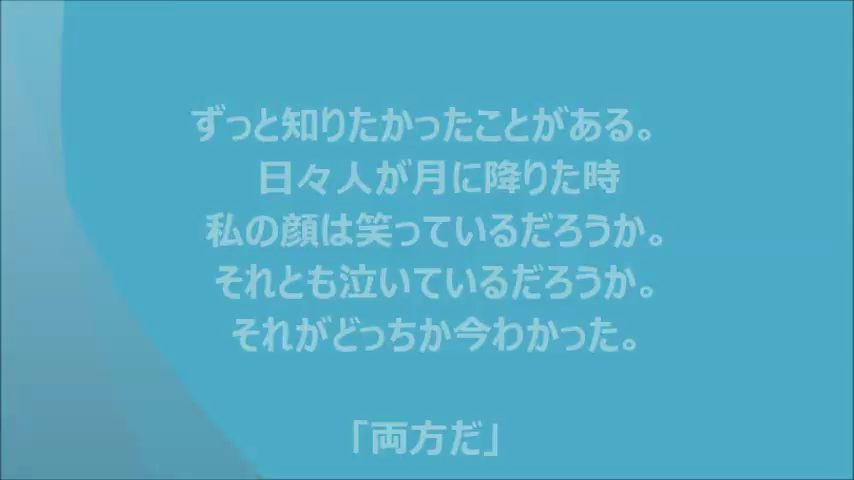 ずっと知りたかったことがある。
日々人が月に降りた時
私の顔は笑っているだろうか。
それとも泣いているだろうか。
それがどっちか今わかった。
「両方だ」